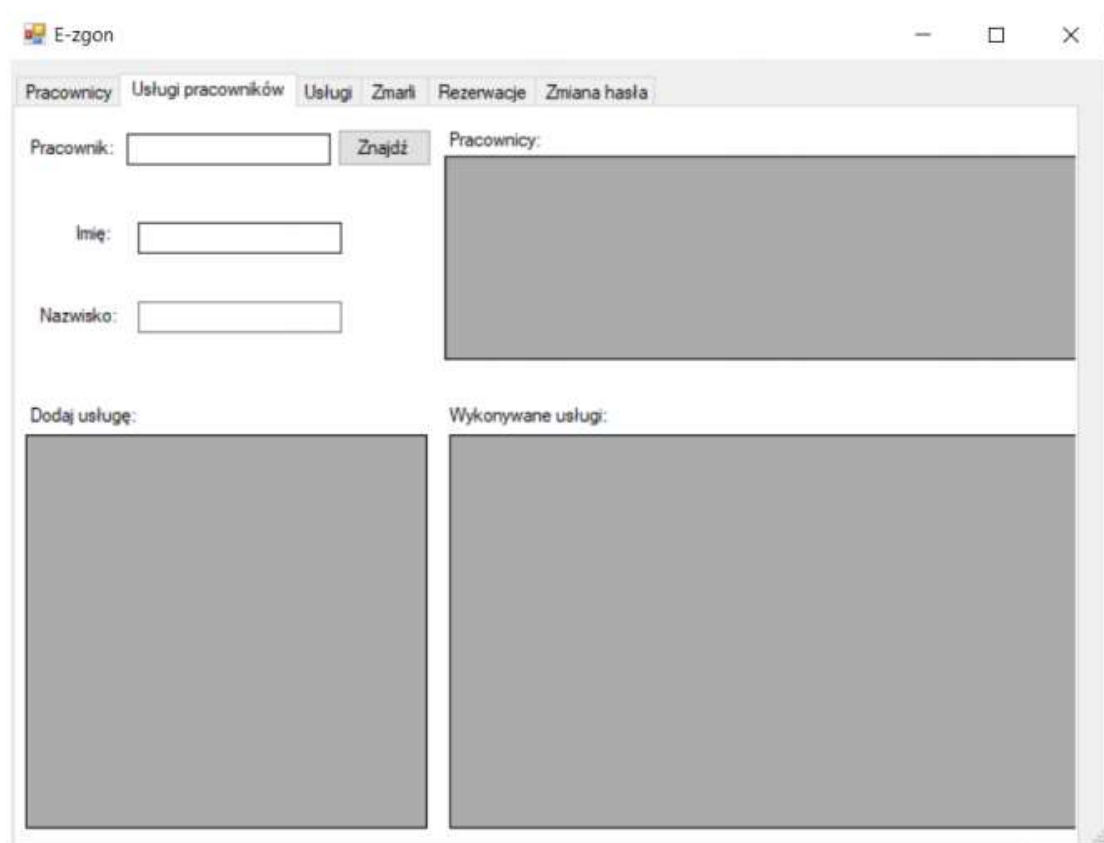 E-zgon
Pracownicy Usługi pracowników Usługi Zmarli Rezerwacje Zmiana hasła
Pracownik: Znajdź Pracownicy:
Imię:
Nazwisko:
Dodaj usługę: Wykonywane usługi: